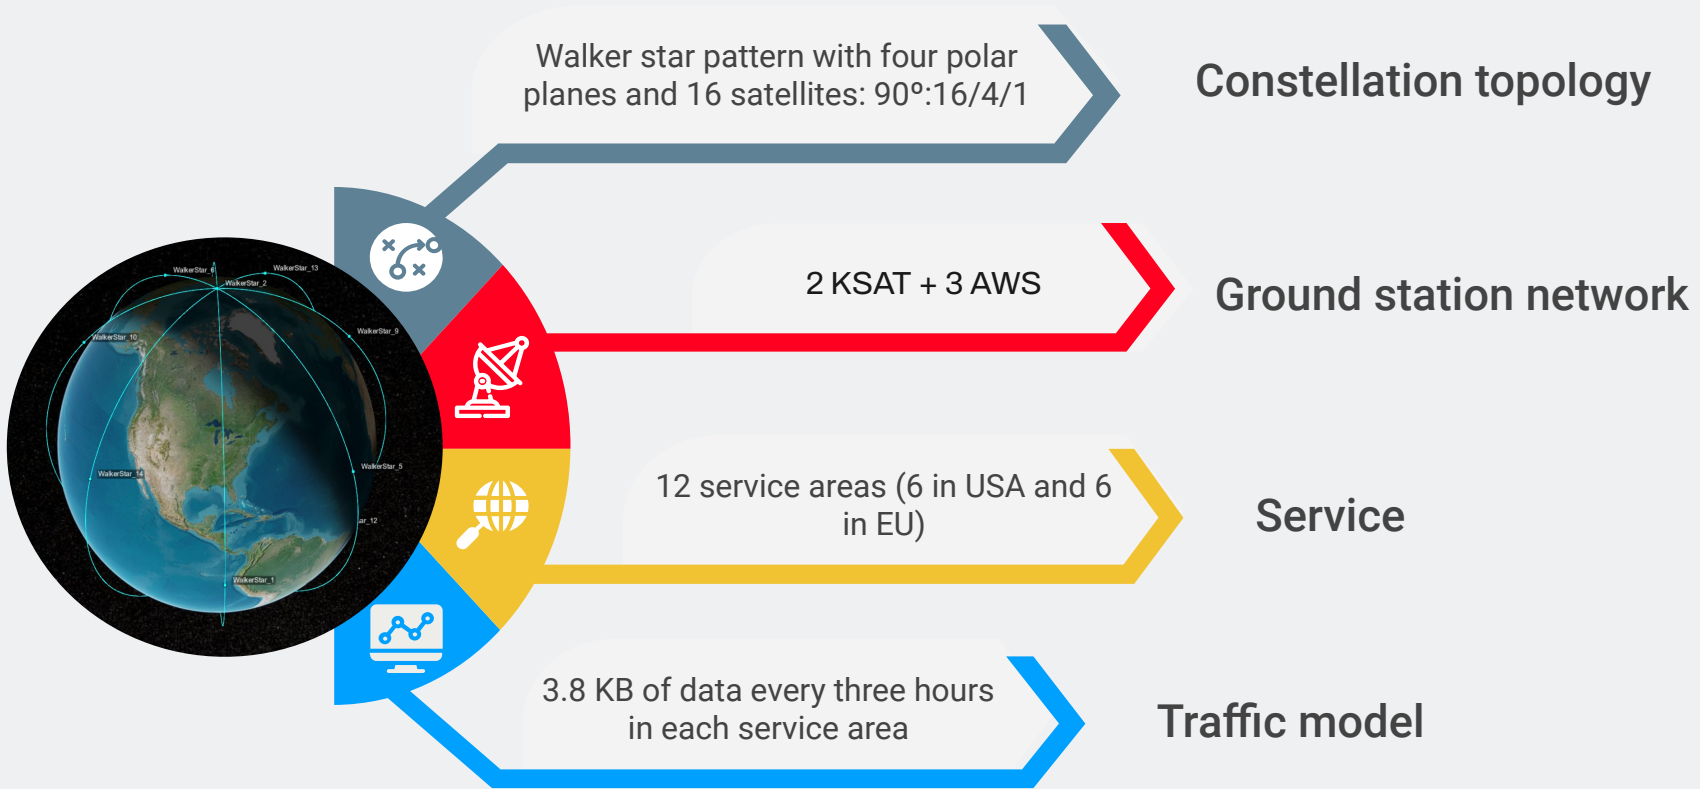 Walker star pattern with four polar
planes and 16 satellites: 90º:16/4/1
Constellation topology
2 KSAT + 3 AWS
Ground station network
12 service areas (6 in USA and 6
in EU)
Service
3.8 KB of data every three hours
in each service area
Traffic model
WalkerStar_6
WalkerStar_13
WalkerStar_2
WalkerStar_9
WalkerStar_10
WalkerStar_5
WalkerStar_14
ar_12
WalkerStar_1